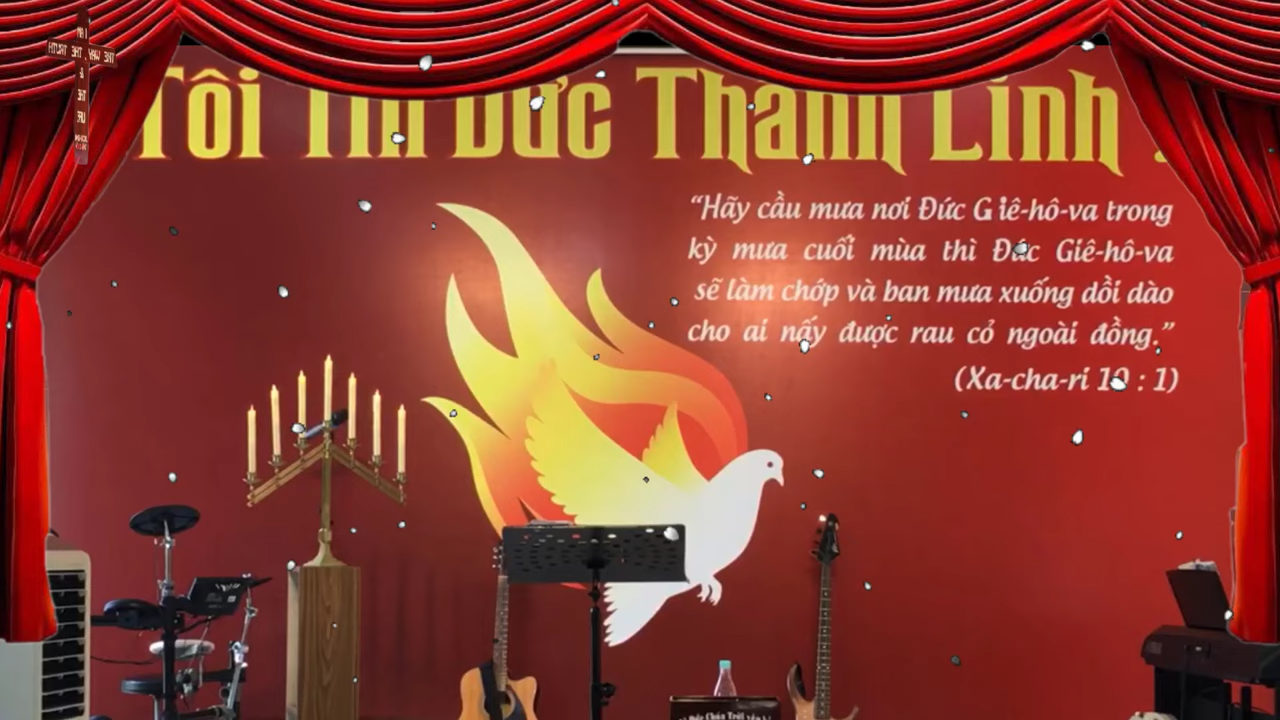 Tôi Tin Đức Thánh Linh
“Hãy cầu mưa nơi Đức Giê-hô-va trong
kỳ mưa cuối mùa thì Đức Giê-hô-va
sẽ làm chớp và ban mưa xuống dồi dào
cho ai nấy được rau cỏ ngoài đồng.”
(Xa-cha-ri 10 : 1)